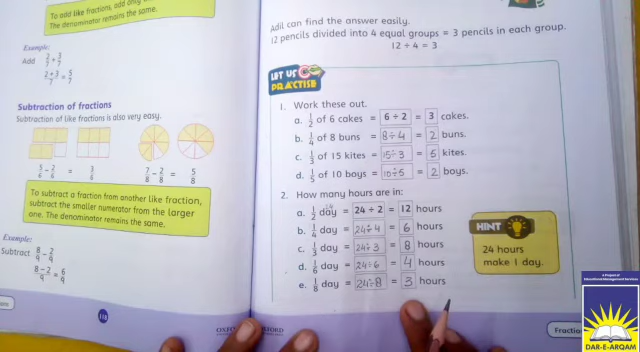 To add like fractions, add only
The denominator remains the same.
Example:
Add 2/7 + 3/7
2+3/7 = 5/7
Subtraction of fractions
Subtraction of like fractions is also very easy.
5/6 - 2/6 = 3/6
7/8 - 2/8 = 5/8
To subtract a fraction from another like fraction,
subtract the smaller numerator from the larger
one. The denominator remains the same.
Example:
Subtract 8/9 - 2/9
8-2/9 = 6/9
118
Adil can find the answer easily.
12 pencils divided into 4 equal groups = 3 pencils in each group.
12 ÷ 4 = 3
LET US
PRACTISE
1. Work these out.
a. 1/2 of 6 cakes = 6 ÷ 2 = 3 cakes.
b. 1/4 of 8 buns = 8÷4 = 2 buns.
c. 1/3 of 15 kites = 15÷3 = 5 kites.
d. 1/5 of 10 boys = 10÷5 = 2 boys.
2. How many hours are in:
a. 1/2 day = 24 ÷ 2 = 12 hours
b. 1/4 day = 24÷4 = 6 hours
c. 1/3 day = 24÷3 = 8 hours
d. 1/6 day = 24÷6 = 4 hours
e. 1/8 day = 24÷8 = 3 hours
HINT
24 hours
make 1 day.
A Project of
Educational Management Services
DAR-E-ARQAM